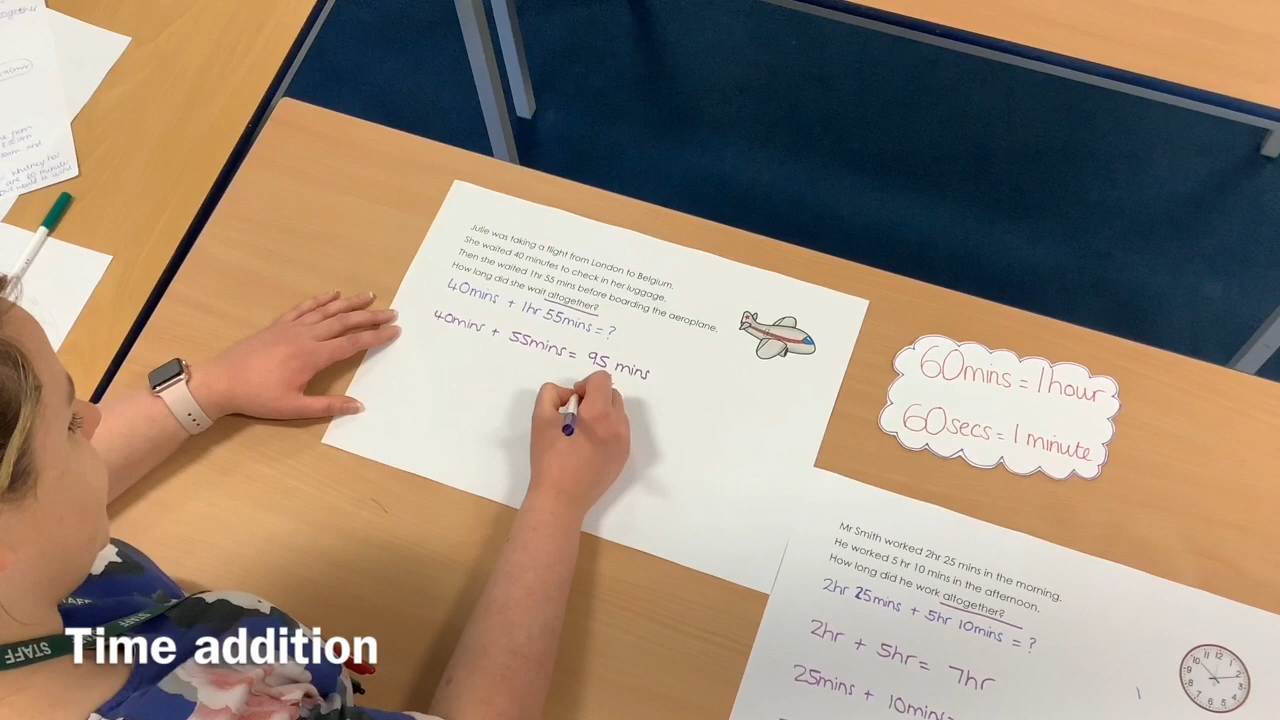 Julie was taking a flight from London to Belgium.
She waited 40 minutes to check in her luggage.
Then she waited 1hr 55 mins before boarding the aeroplane.
How long did she wait altogether?
40mins + 1hr 55mins = ?
40mins + 55mins = 95 mins
60mins = 1 hour
60secs = 1 minute
Mr Smith worked 2hr 25 mins in the morning.
He worked 5 hr 10 mins in the afternoon.
How long did he work altogether?
2hr 25mins + 5hr 10mins = ?
2hr + 5hr = 7hr
25mins + 10mins=
Time addition
STAFF
STAFF